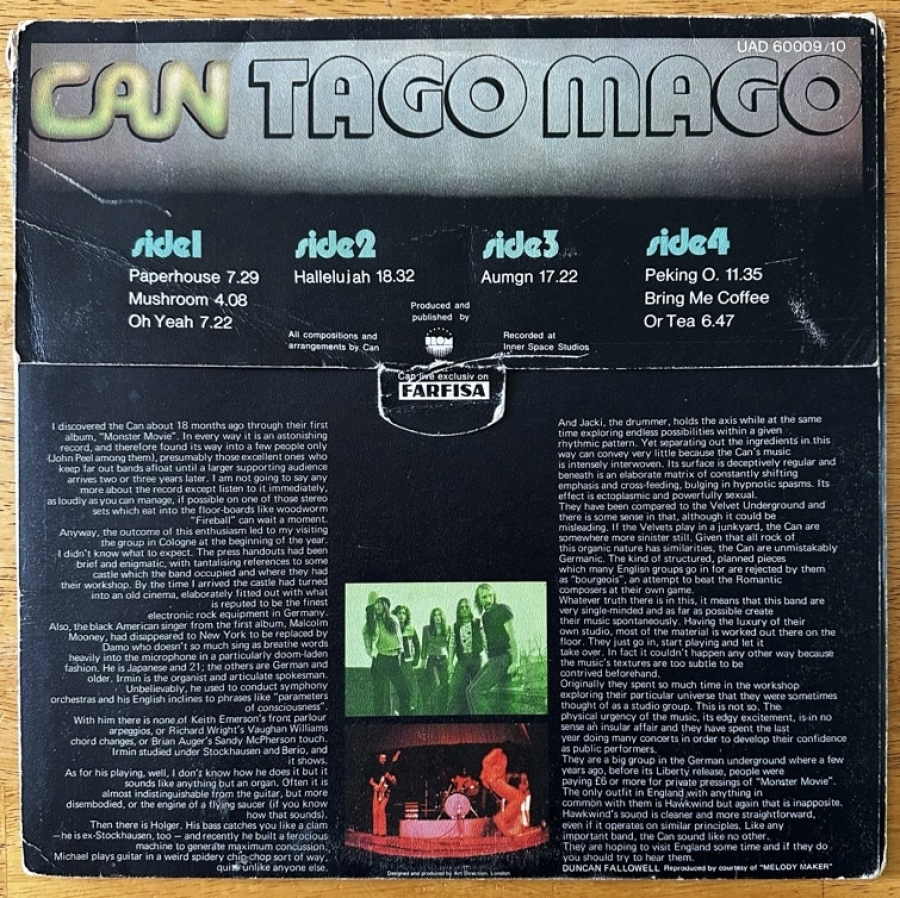 UAD 60009/10
CAN TAGO MAGO
side1
Paperhouse 7.29
Mushroom 4.08
Oh Yeah 7.22
side2
Halleluiah 18.32
side3
Aumgn 17.22
side4
Peking O. 11.35
Bring Me Coffee
Or Tea 6.47
All compositions and
arrangements by Can
Produced and
published by
Recorded at
Inner Space Studios
Can live exclusiv on
FARFISA
I discovered the Can about 18 months ago through their first
album, "Monster Movie". In every way it is an astonishing
record, and therefore found its way into a few people only
(John Peel among them), presumably those excellent ones who
keep far out bands afloat until a larger supporting audience
arrives two or three years later. I am not going to say any
more about the record except listen to it immediately,
as loudly as you can manage, if possible on one of those stereo
sets which eat into the floor-boards like woodworm
"Fireball" can wait a moment.
Anyway, the outcome of this enthusiasm led to my visiting
the group in Cologne at the beginning of the year.
I didn't know what to expect. The press handouts had been
brief and enigmatic, with tantalising references to some
castle which the band occupied and where they had
their workshop. By the time I arrived the castle had turned
into an old cinema, elaborately fitted out with what
is reputed to be the finest
electronic rock equipment in Germany.
Also, the black American singer from the first album, Malcolm
Mooney, had disappeared to New York to be replaced by
Damo who doesn't so much sing as breathe words
heavily into the microphone in a particularly doom-laden
fashion. He is Japanese and 21; the others are German and
older. Irmin is the organist and articulate spokesman.
Unbelievably, he used to conduct symphony
orchestras and his English inclines to phrases like "parameters
of consciousness".
With him there is none of Keith Emerson's front parlour
arpeggios, or Richard Wright's Vaughan Williams
chord changes, or Brian Auger's Sandy McPherson touch.
Irmin studied under Stockhausen and Berio, and
it shows.
As for his playing, well, I don't know how he does it but it
sounds like anything but an organ. Often it is
almost indistinguishable from the guitar, but more
disembodied, or the engine of a flying saucer (if you know
how that sounds).
Then there is Holger. His bass catches you like a clam
—he is ex-Stockhausen, too — and recently he built a ferocious
machine to generate maximum concussion.
Michael plays guitar in a weird spidery chip-chop sort of way,
quite unlike anyone else.
And Jacki, the drummer, holds the axis while at the same
time exploring endless possibilities within a given
rhythmic pattern. Yet separating out the ingredients in this
way can convey very little because the Can's music
is intensely interwoven. Its surface is deceptively regular and
beneath is an elaborate matrix of constantly shifting
emphasis and cross-feeding, bulging in hypnotic spasms. Its
effect is ectoplasmic and powerfully sexual.
They have been compared to the Velvet Underground and
there is some sense in that, although it could be
misleading. If the Velvets play in a junkyard, the Can are
somewhere more sinister still. Given that all rock of
this organic nature has similarities, the Can are unmistakably
Germanic. The kind of structured, planned pieces
which many English groups go in for are rejected by them
as "bourgeois", an attempt to beat the Romantic
composers at their own game.
Whatever truth there is in this, it means that this band are
very single-minded and as far as possible create
their music spontaneously. Having the luxury of their
own studio, most of the material is worked out there on the
floor. They just go in, start playing and let it
take over. In fact it couldn't happen any other way because
the music's textures are too subtle to be
contrived beforehand.
Originally they spent so much time in the workshop
exploring their particular universe that they were sometimes
thought of as a studio group. This is not so. The
physical urgency of the music, its edgy excitement, is in no
sense an insular affair and they have spent the last
year doing many concerts in order to develop their confidence
as public performers.
They are a big group in the German underground where a few
years ago, before its Liberty release, people were
paying £6 or more for private pressings of "Monster Movie".
The only outfit in England with anything in
common with them is Hawkwind but again that is inapposite.
Hawkwind's sound is cleaner and more straightforward,
even if it operates on similar principles. Like any
important band, the Can sound like no other.
They are hoping to visit England some time and if they do
you should try to hear them.
DUNCAN FALLOWELL Reproduced by courtesy of "MELODY MAKER"
Designed and produced by Art Direction, London